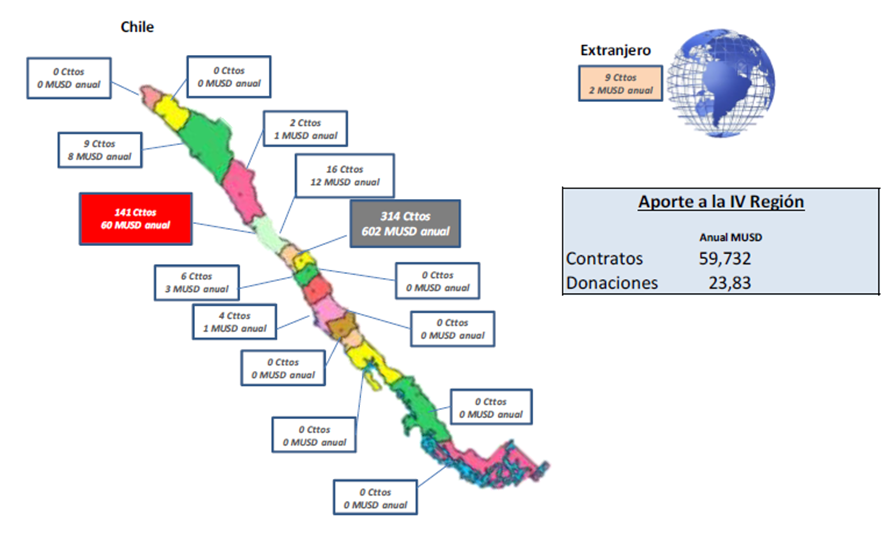 Chile
Extranjero
0 Cttos
0 MUSD anual
0 Cttos
0 MUSD anual
9 Cttos
2 MUSD anual
2 Cttos
1 MUSD anual
9 Cttos
8 MUSD anual
16 Cttos
12 MUSD anual
141 Cttos
60 MUSD anual
314 Cttos
602 MUSD anual
Aporte a la IV Región
Anual MUSD
Contratos 59,732
Donaciones 23,83
6 Cttos
3 MUSD anual
0 Cttos
0 MUSD anual
4 Cttos
1 MUSD anual
0 Cttos
0 MUSD anual
0 Cttos
0 MUSD anual
0 Cttos
0 MUSD anual
0 Cttos
0 MUSD anual
0 Cttos
0 MUSD anual